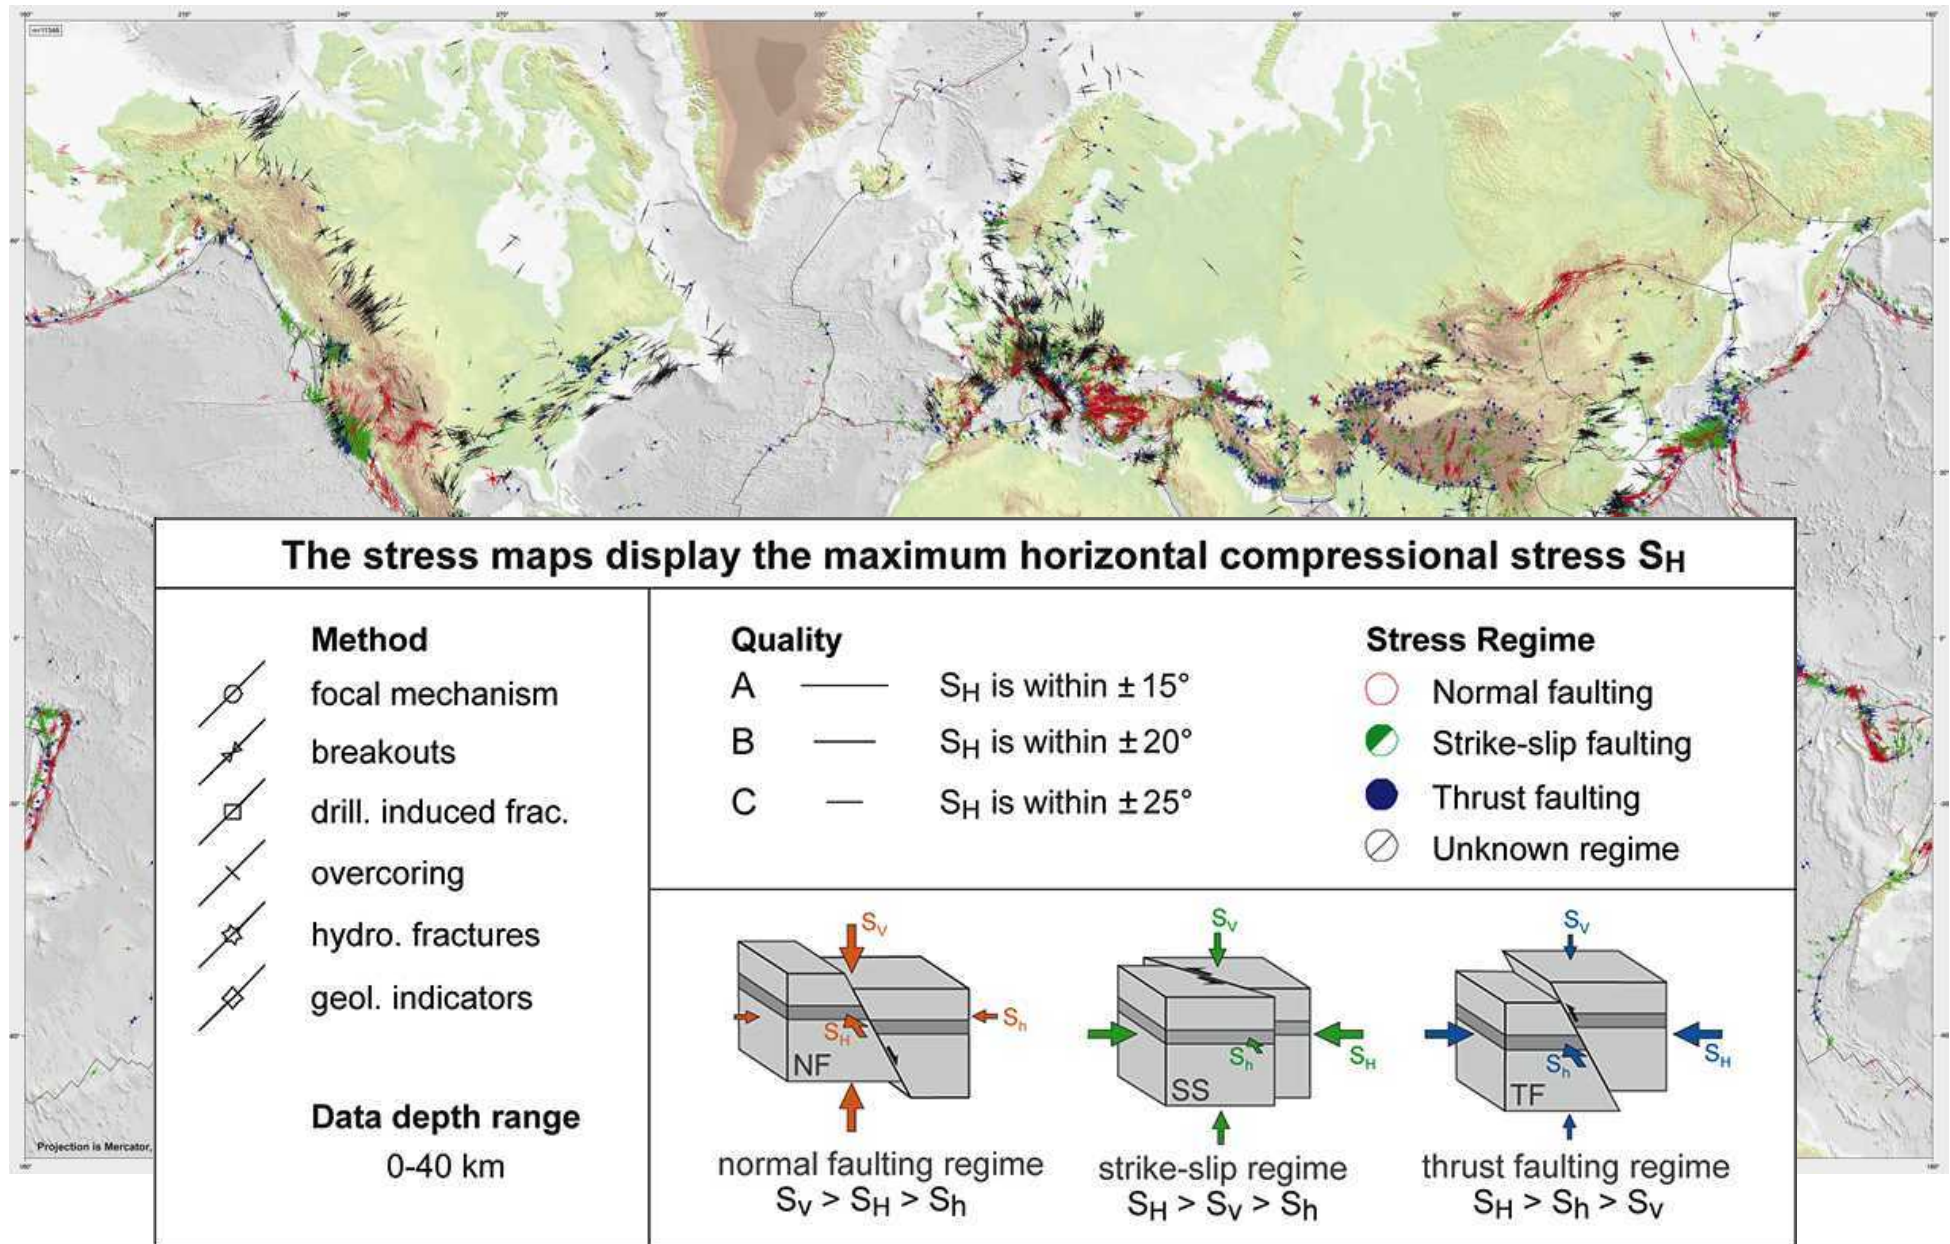 The stress maps display the maximum horizontal compressional stress SH
Method
focal mechanism
breakouts
drill. induced frac.
overcoring
hydro. fractures
geol. indicators
Data depth range
0-40 km
Quality
A SH is within ± 15°
B SH is within ± 20°
C SH is within ± 25°
Stress Regime
Normal faulting
Strike-slip faulting
Thrust faulting
Unknown regime
SV
Sh
SH
NF
normal faulting regime
SV > SH > Sh
SV
Sh
SH
SS
strike-slip regime
SH > SV > Sh
SV
SH
Sh
TF
thrust faulting regime
SH > Sh > SV
Projection is Mercator,